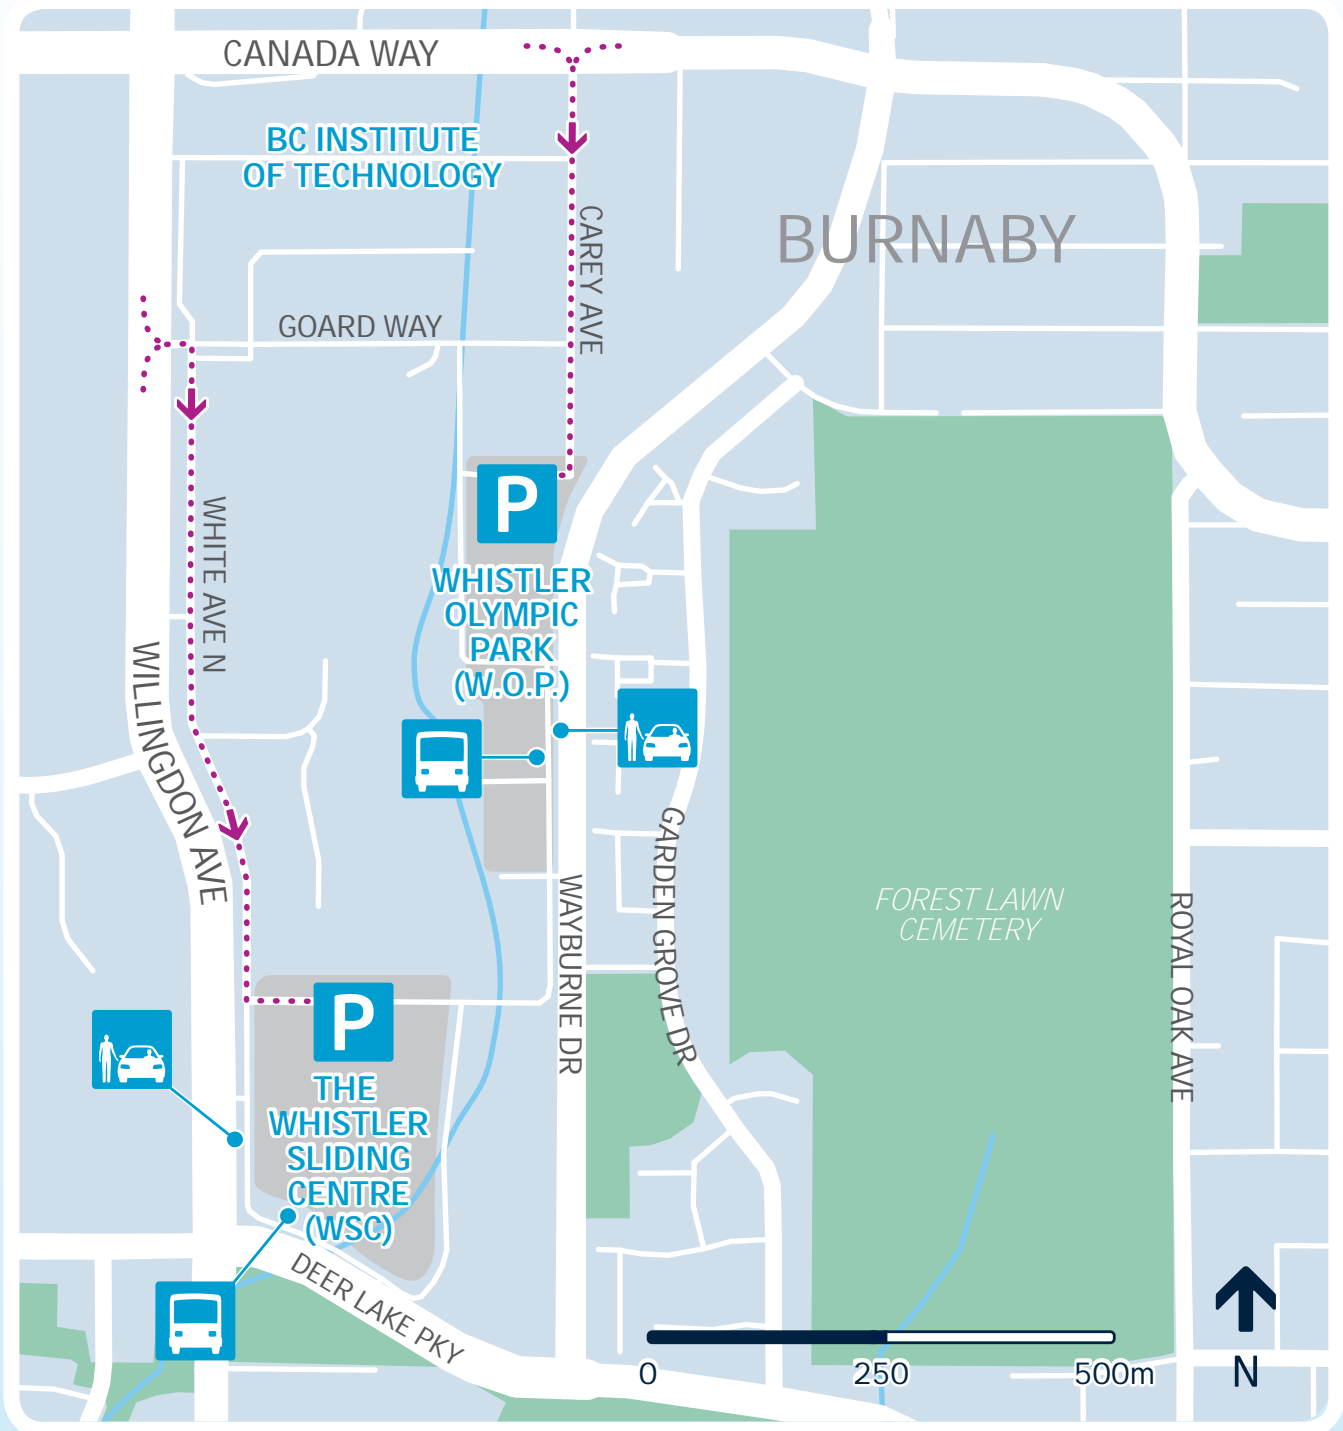 CANADA WAY
BC INSTITUTE
OF TECHNOLOGY
CAREY AVE
BURNABY
GOARD WAY
WHITE AVE N
P
WHISTLER
OLYMPIC
PARK
(W.O.P.)
WILLINGDON AVE
GARDEN GROVE DR
WAYBURNE DR
FOREST LAWN
CEMETERY
ROYAL OAK AVE
P
THE
WHISTLER
SLIDING
CENTRE
(WSC)
DEER LAKE PKY
0 250 500m
N